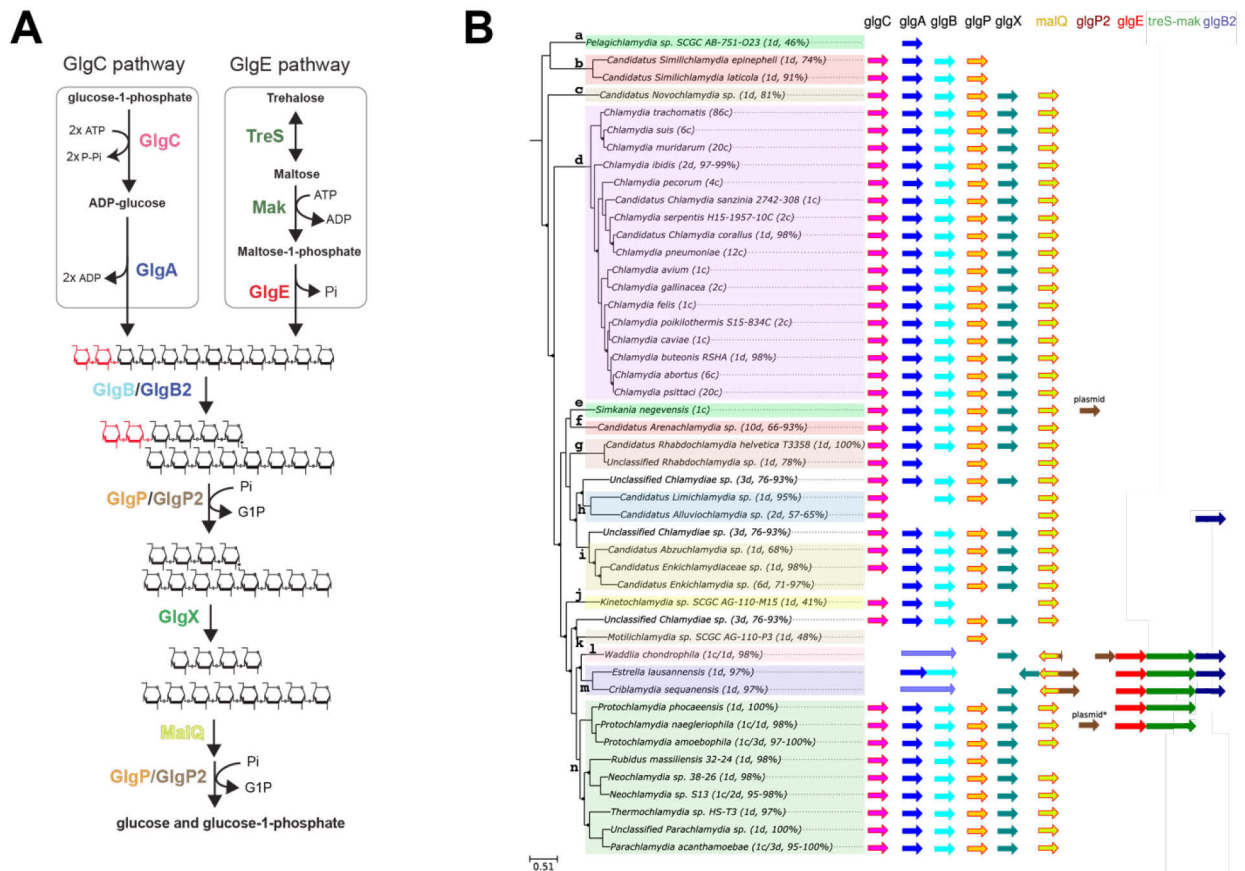 A
GlgC pathway
GlgE pathway
glucose-1-phosphate
Trehalose
2x ATP
GlgC
2x P-Pi
TreS
Maltose
ADP-glucose
Mak
ATP
ADP
Maltose-1-phosphate
2x ADP
GlgA
GlgE
Pi
GlgB/GlgB2
GlgP/GlgP2
Pi
G1P
GlgX
MalQ
GlgP/GlgP2
Pi
G1P
glucose and glucose-1-phosphate
B
glgC glgA glgB glgP glgX malQ glgP2 glgE treS-mak glgB2
a
Pelagichlamydia sp. SCGC AB-751-O23 (1d, 46%)
b
Candidatus Similichlamydia epinepheli (1d, 74%)
Candidatus Similichlamydia laticola (1d, 91%)
c
Candidatus Novochlamydia sp. (1d, 81%)
Chlamydia trachomatis (86c)
Chlamydia suis (6c)
Chlamydia muridarum (20c)
d
Chlamydia ibidis (2d, 97-99%)
Chlamydia pecorum (4c)
Candidatus Chlamydia sanzinia 2742-308 (1c)
Chlamydia serpentis H15-1957-10C (2c)
Candidatus Chlamydia corallus (1d, 98%)
Chlamydia pneumoniae (12c)
Chlamydia avium (1c)
Chlamydia gallinacea (2c)
Chlamydia felis (1c)
Chlamydia poikilothermis S15-834C (2c)
Chlamydia caviae (1c)
Chlamydia buteonis RSHA (1d, 98%)
Chlamydia abortus (6c)
Chlamydia psittaci (20c)
e
Simkania negevensis (1c)
plasmid
f
Candidatus Arenachlamydia sp. (10d, 66-93%)
g
Candidatus Rhabdochlamydia helvetica T3358 (1d, 100%)
Unclassified Rhabdochlamydia sp. (1d, 78%)
Unclassified Chlamydiae sp. (3d, 76-93%)
h
Candidatus Limichlamydia sp. (1d, 95%)
Candidatus Alluviochlamydia sp. (2d, 57-65%)
Unclassified Chlamydiae sp. (3d, 76-93%)
i
Candidatus Abzuchlamydia sp. (1d, 68%)
Candidatus Enkichlamydiaceae sp. (1d, 98%)
Candidatus Enkichlamydia sp. (6d, 71-97%)
j
Kinetochlamydia sp. SCGC AG-110-M15 (1d, 41%)
Unclassified Chlamydiae sp. (3d, 76-93%)
k
Motilichlamydia sp. SCGC AG-110-P3 (1d, 48%)
l
Waddlia chondrophila (1c/1d, 98%)
m
Estrella lausannensis (1d, 97%)
Criblamydia sequanensis (1d, 97%)
Protochlamydia phocaeensis (1d, 100%)
Protochlamydia naegleriophila (1c/1d, 98%)
plasmid*
Protochlamydia amoebophila (1c/3d, 97-100%)
n
Rubidus massiliensis 32-24 (1d, 98%)
Neochlamydia sp. 38-26 (1d, 98%)
Neochlamydia sp. S13 (1c/2d, 95-98%)
Thermochlamydia sp. HS-T3 (1d, 98%)
Unclassified Parachlamydia sp. (1d, 100%)
Parachlamydia acanthamoebae (1c/3d, 95-100%)
0.51